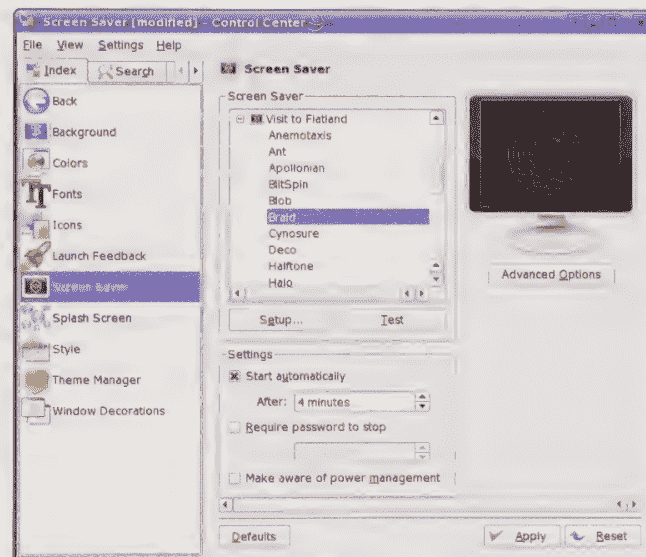 Screen Saver [modified] - Control Center
File View Settings Help
Index Search
Screen Saver
Back
Background
Colors
Fonts
Icons
Launch Feedback
Screen Saver
Splash Screen
Style
Theme Manager
Window Decorations
Screen Saver
Visit to Flatland
Anemotaxis
Ant
Apollonian
BlitSpin
Blob
Braid
Cynosure
Deco
Halftone
Halo
Setup... Test
Advanced Options
Settings
Start automatically
After: 4 minutes
Require password to stop
Make aware of power management
Defaults Apply Reset